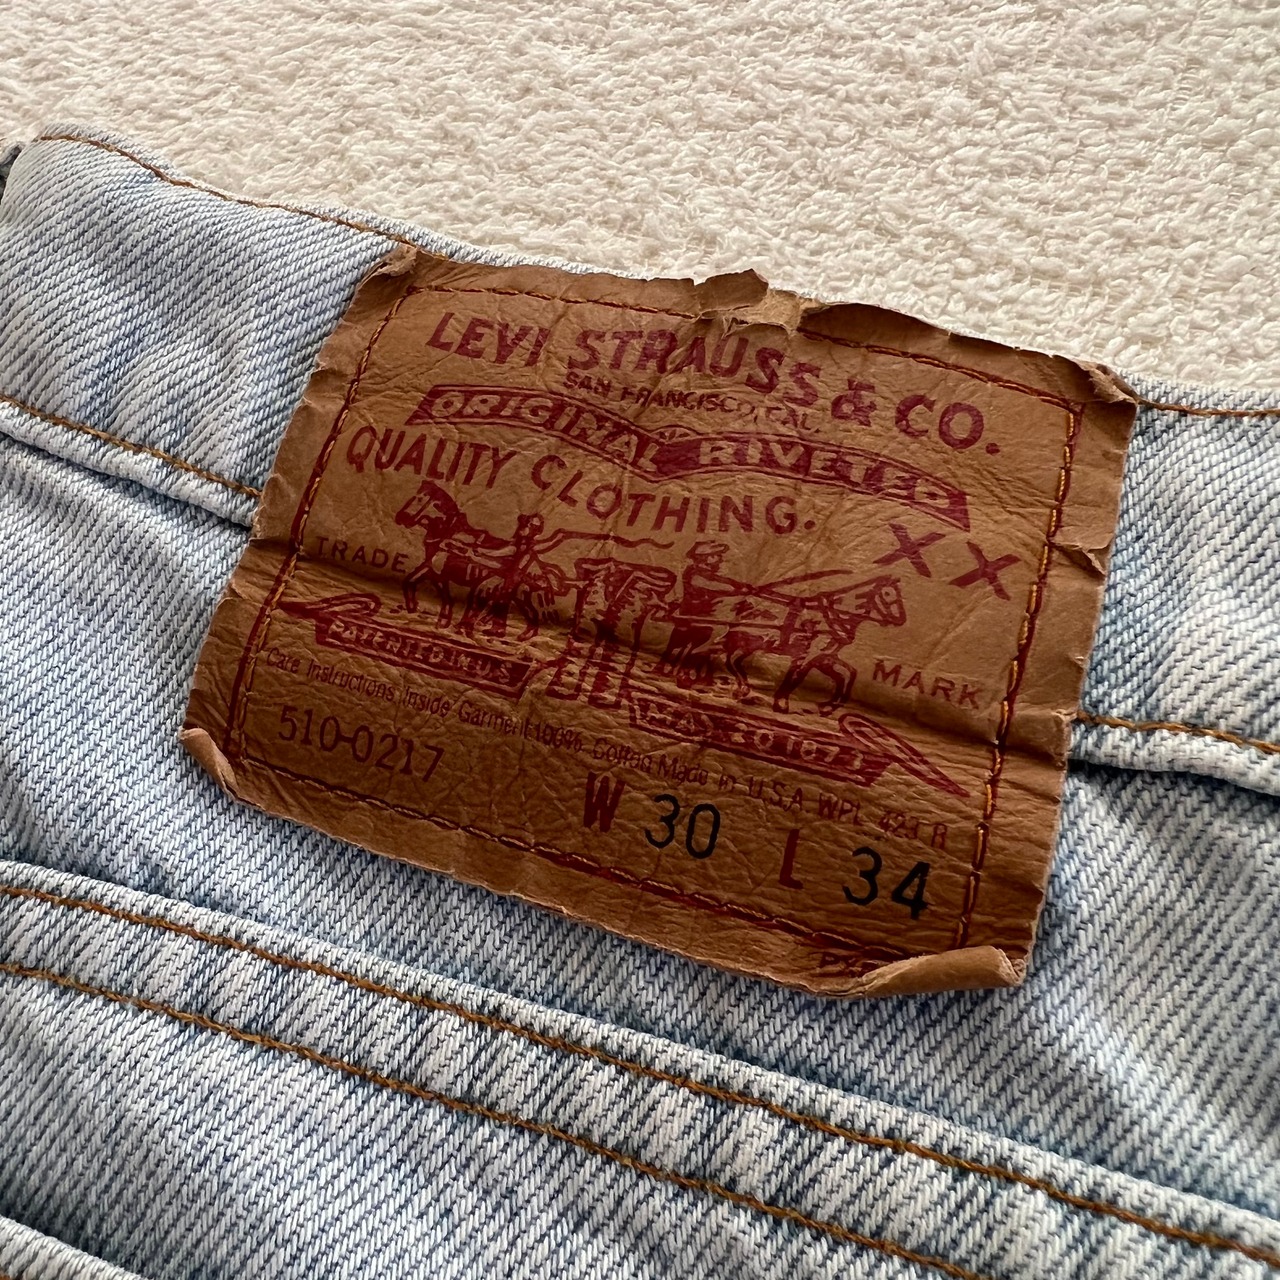 LEVI STRAUSS & CO.
SAN FRANCISCO, CAL.
ORIGINAL RIVETED
QUALITY CLOTHING.
XX
TRADE MARK
PATENTED IN U.S.
MAY 20 1873
Care Instructions Inside Garment 100% Cotton Made in U.S.A. WPL 423 R
510-0217
W 30 L 34